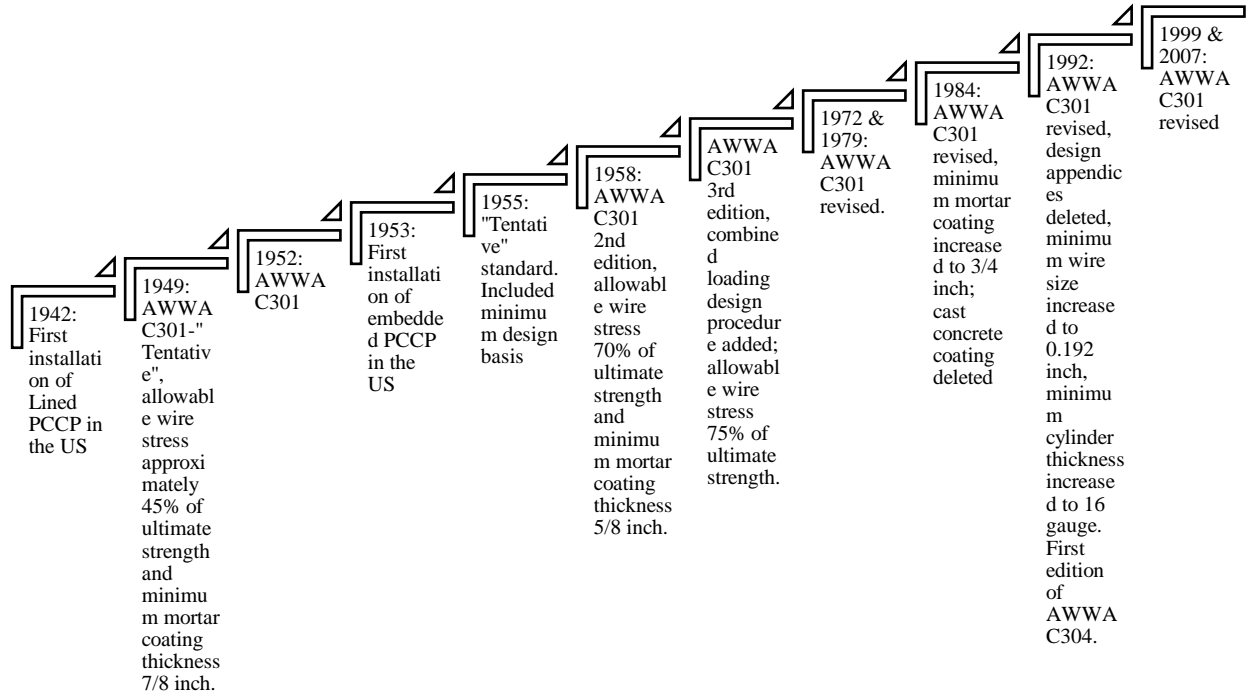 1942:
First
installati
on of
Lined
PCCP in
the US
1949:
AWWA
C301-"
Tentativ
e",
allowabl
e wire
stress
approxi
mately
45% of
ultimate
strength
and
minimu
m mortar
coating
thickness
7/8 inch.
1952:
AWWA
C301
1953:
First
installati
on of
embedde
d PCCP
in the
US
1955:
"Tentati
ve"
standard.
Included
minimu
m design
basis
1958:
AWWA
C301
2nd
edition,
allowabl
e wire
stress
70% of
ultimate
strength
and
minimu
m mortar
coating
thickness
5/8 inch.
AWWA
C301
3rd
edition,
combine
d
loading
design
procedur
e added;
allowabl
e wire
stress
75% of
ultimate
strength.
1972 &
1979:
AWWA
C301
revised.
1984:
AWWA
C301
revised,
minimu
m mortar
coating
increase
d to 3/4
inch;
cast
concrete
coating
deleted
1992:
AWWA
C301
revised,
design
appendic
es
deleted,
minimu
m wire
size
increase
d to
0.192
inch,
minimu
m
cylinder
thickness
increase
d to 16
gauge.
First
edition
of
AWWA
C304.
1999 &
2007:
AWWA
C301
revised